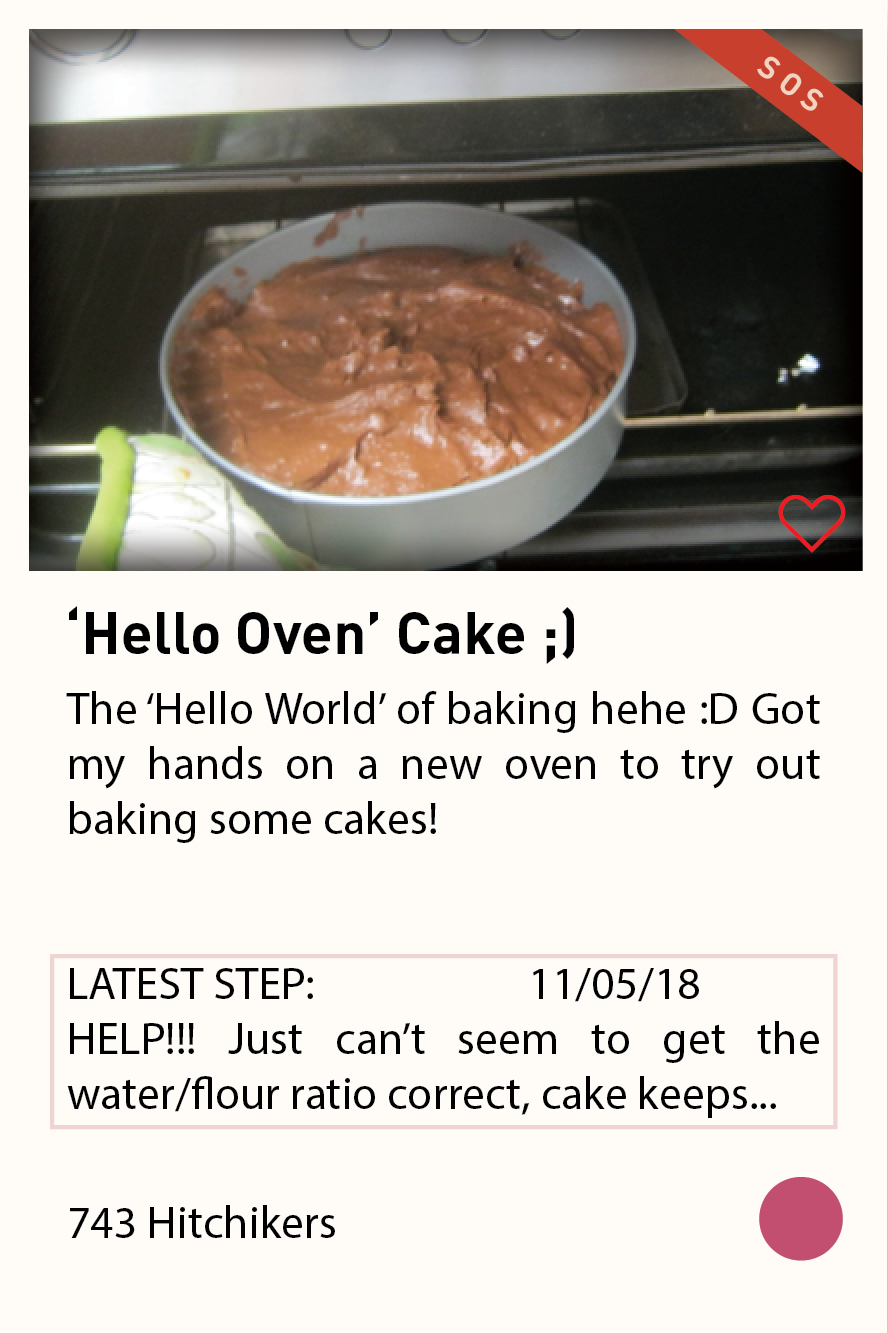 SOS
‘Hello Oven’ Cake ;)
The ‘Hello World’ of baking hehe :D Got
my hands on a new oven to try out
baking some cakes!
LATEST STEP: 11/05/18
HELP!!! Just can’t seem to get the
water/flour ratio correct, cake keeps...
743 Hitchikers